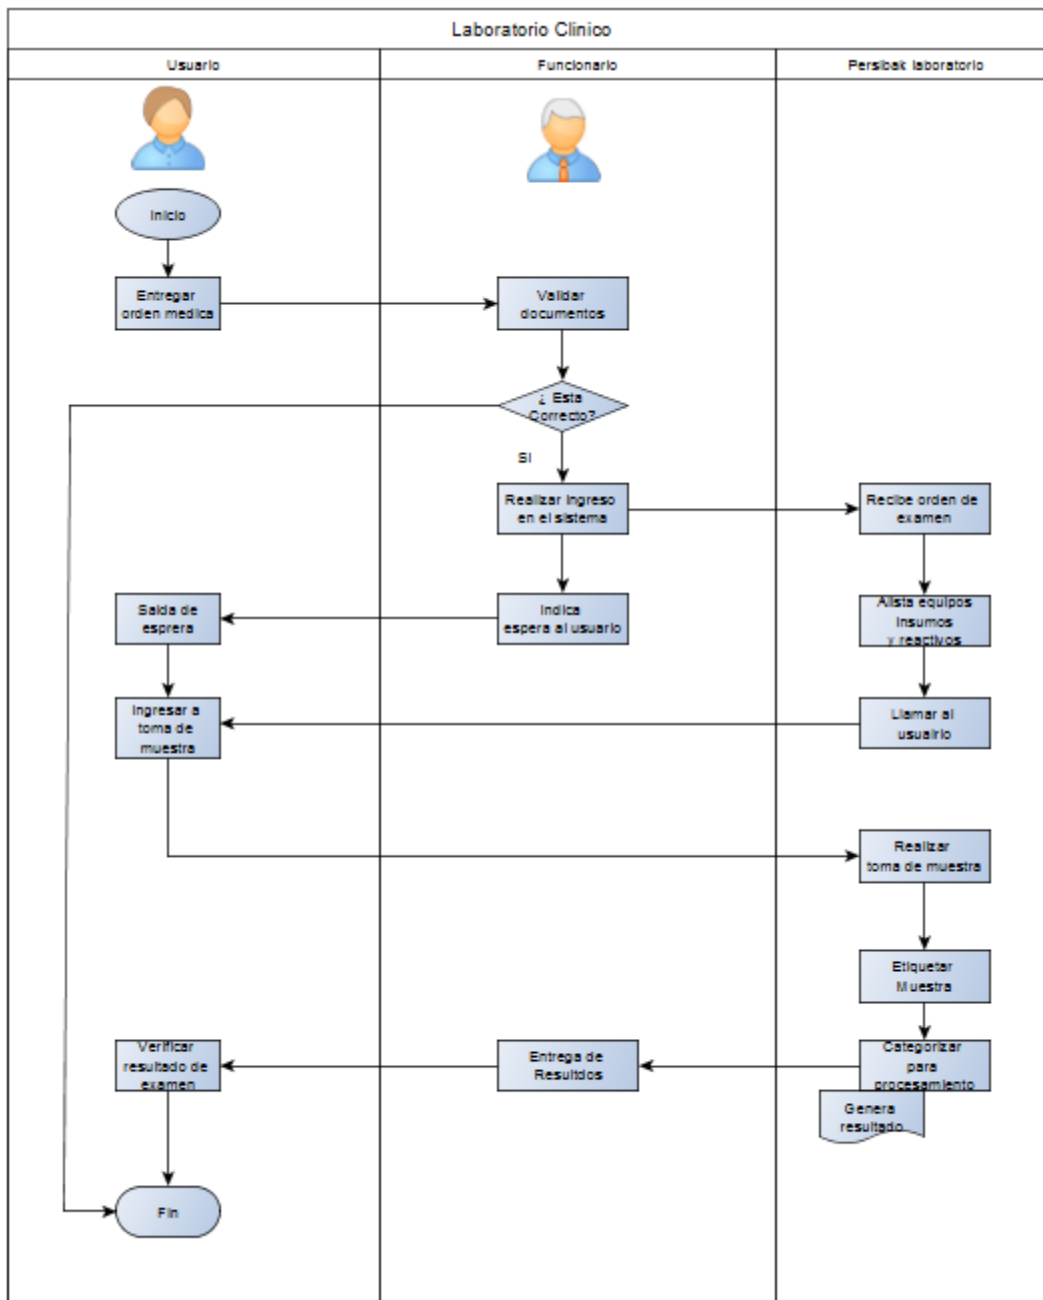 Laboratorio Clinico
Usuario
Funcionario
Persibak laboratorio
Inicio
Entregar
orden medica
Validar
documentos
¿ Esta
Correcto?
SI
Realizar Ingreso
en el sistema
Recibe orden de
examen
Salda de
esprera
Indica
espera al usuario
Alista equipos
insumos
y reactivos
Ingresar a
toma de
muestra
Llamar al
usuairio
Realizar
toma de muestra
Etiquetar
Muestra
Verificar
resultado de
examen
Entrega de
Resultdos
Categorizar
para
procesamiento
Genera
resultado
Fin